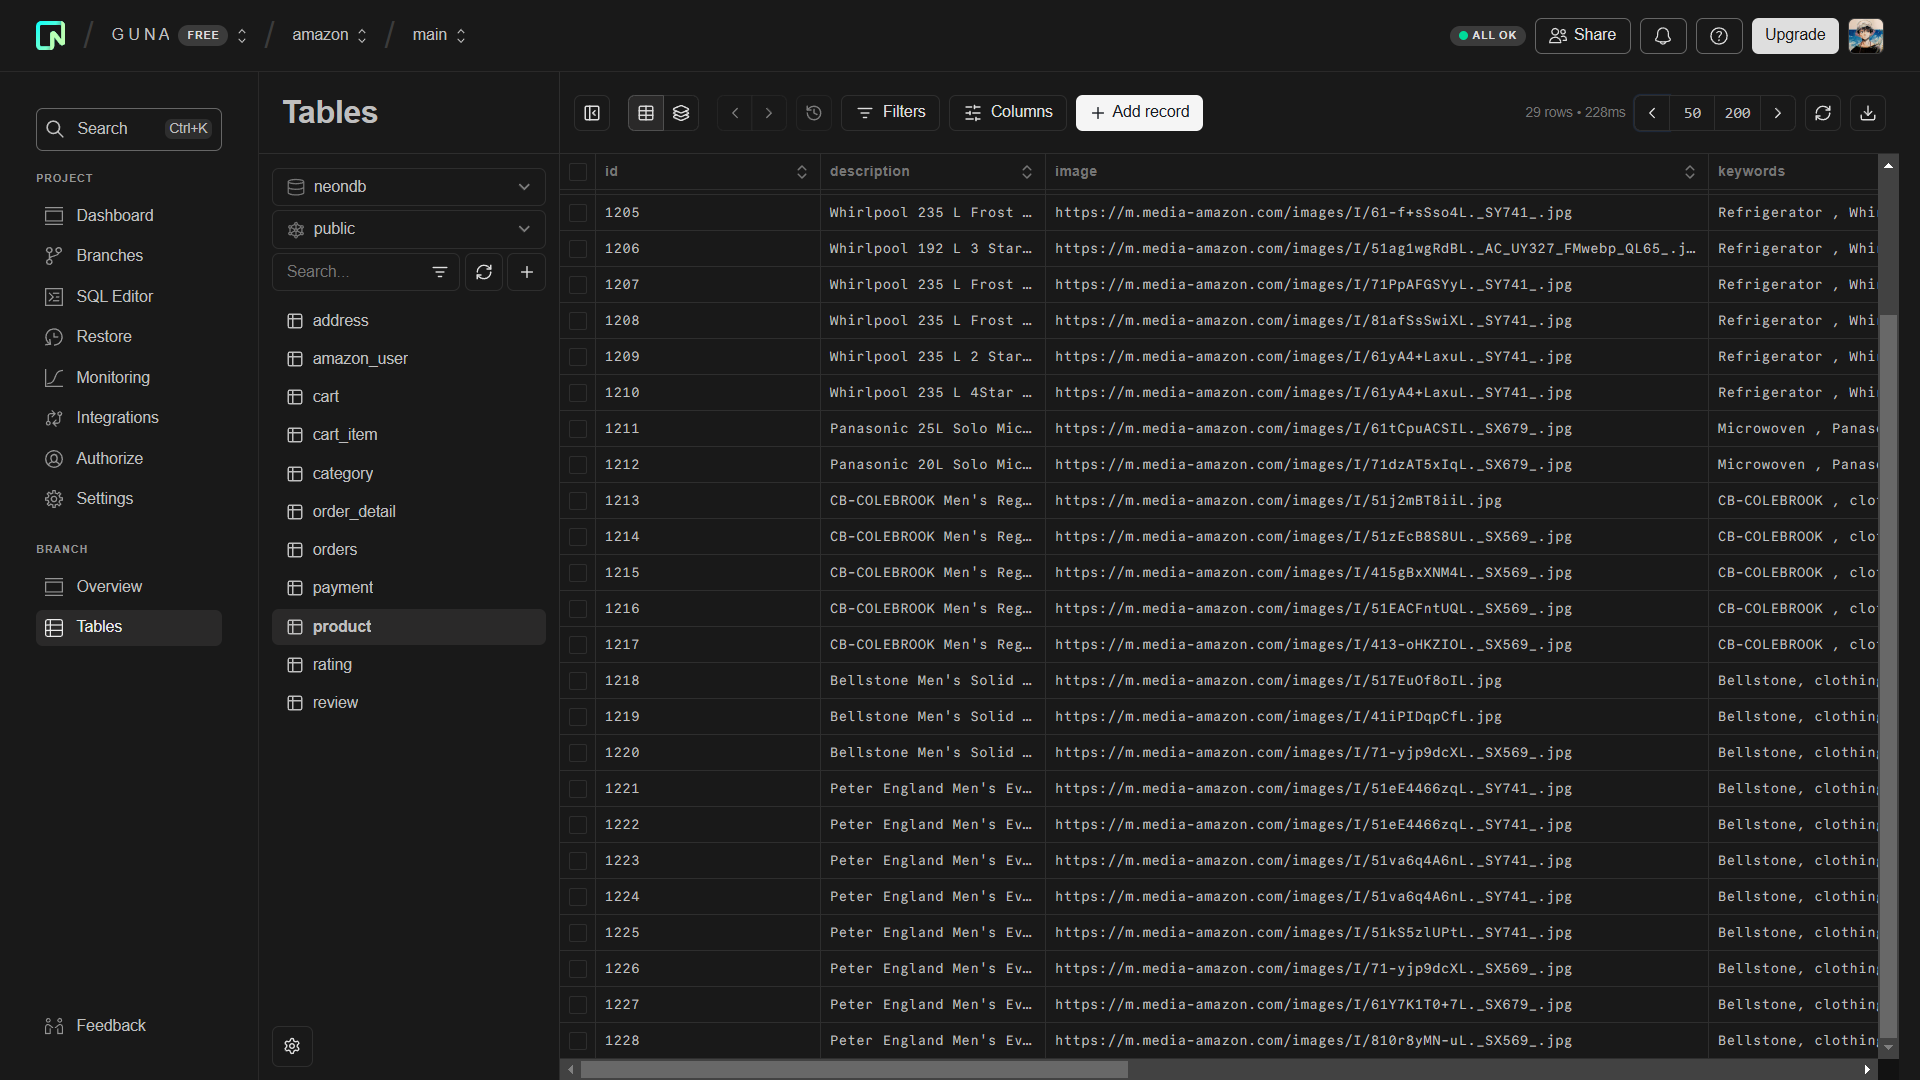 G U N A FREE
amazon
main
ALL OK
Share
Upgrade
Search Ctrl+K
PROJECT
Dashboard
Branches
SQL Editor
Restore
Monitoring
Integrations
Authorize
Settings
BRANCH
Overview
Tables
Feedback
Tables
neondb
public
Search...
address
amazon_user
cart
cart_item
category
order_detail
orders
payment
product
rating
review
Filters
Columns
Add record
29 rows • 228ms
50
200
id description image keywords
1205 Whirlpool 235 L Frost … https://m.media-amazon.com/images/I/61-f+sSso4L._SY741_.jpg Refrigerator , Whi
1206 Whirlpool 192 L 3 Star… https://m.media-amazon.com/images/I/51ag1wgRdBL._AC_UY327_FMwebp_QL65_.j… Refrigerator , Whi
1207 Whirlpool 235 L Frost … https://m.media-amazon.com/images/I/71PpAFGSYyL._SY741_.jpg Refrigerator , Whi
1208 Whirlpool 235 L Frost … https://m.media-amazon.com/images/I/81afSsSwiXL._SY741_.jpg Refrigerator , Whi
1209 Whirlpool 235 L 2 Star… https://m.media-amazon.com/images/I/61yA4+LaxuL._SY741_.jpg Refrigerator , Whi
1210 Whirlpool 235 L 4Star … https://m.media-amazon.com/images/I/61yA4+LaxuL._SY741_.jpg Refrigerator , Whi
1211 Panasonic 25L Solo Mic… https://m.media-amazon.com/images/I/61tCpuACSIL._SX679_.jpg Microwoven , Panas
1212 Panasonic 20L Solo Mic… https://m.media-amazon.com/images/I/71dzAT5xIqL._SX679_.jpg Microwoven , Panas
1213 CB-COLEBROOK Men's Reg… https://m.media-amazon.com/images/I/51j2mBT8iiL.jpg CB-COLEBROOK , clo
1214 CB-COLEBROOK Men's Reg… https://m.media-amazon.com/images/I/51zEcB8S8UL._SX569_.jpg CB-COLEBROOK , clo
1215 CB-COLEBROOK Men's Reg… https://m.media-amazon.com/images/I/415gBxXNM4L._SX569_.jpg CB-COLEBROOK , clo
1216 CB-COLEBROOK Men's Reg… https://m.media-amazon.com/images/I/51EACFntUQL._SX569_.jpg CB-COLEBROOK , clo
1217 CB-COLEBROOK Men's Reg… https://m.media-amazon.com/images/I/413-oHKZIOL._SX569_.jpg CB-COLEBROOK , clo
1218 Bellstone Men's Solid … https://m.media-amazon.com/images/I/517EuOf8oIL.jpg Bellstone, clothin
1219 Bellstone Men's Solid … https://m.media-amazon.com/images/I/41iPIDqpCfL.jpg Bellstone, clothin
1220 Bellstone Men's Solid … https://m.media-amazon.com/images/I/71-yjp9dcXL._SX569_.jpg Bellstone, clothin
1221 Peter England Men's Ev… https://m.media-amazon.com/images/I/51eE4466zqL._SY741_.jpg Bellstone, clothin
1222 Peter England Men's Ev… https://m.media-amazon.com/images/I/51eE4466zqL._SY741_.jpg Bellstone, clothin
1223 Peter England Men's Ev… https://m.media-amazon.com/images/I/51va6q4A6nL._SY741_.jpg Bellstone, clothin
1224 Peter England Men's Ev… https://m.media-amazon.com/images/I/51va6q4A6nL._SY741_.jpg Bellstone, clothin
1225 Peter England Men's Ev… https://m.media-amazon.com/images/I/51kS5zlUPtL._SY741_.jpg Bellstone, clothin
1226 Peter England Men's Ev… https://m.media-amazon.com/images/I/71-yjp9dcXL._SX569_.jpg Bellstone, clothin
1227 Peter England Men's Ev… https://m.media-amazon.com/images/I/61Y7K1T0+7L._SX679_.jpg Bellstone, clothin
1228 Peter England Men's Ev… https://m.media-amazon.com/images/I/810r8yMN-uL._SX569_.jpg Bellstone, clothin